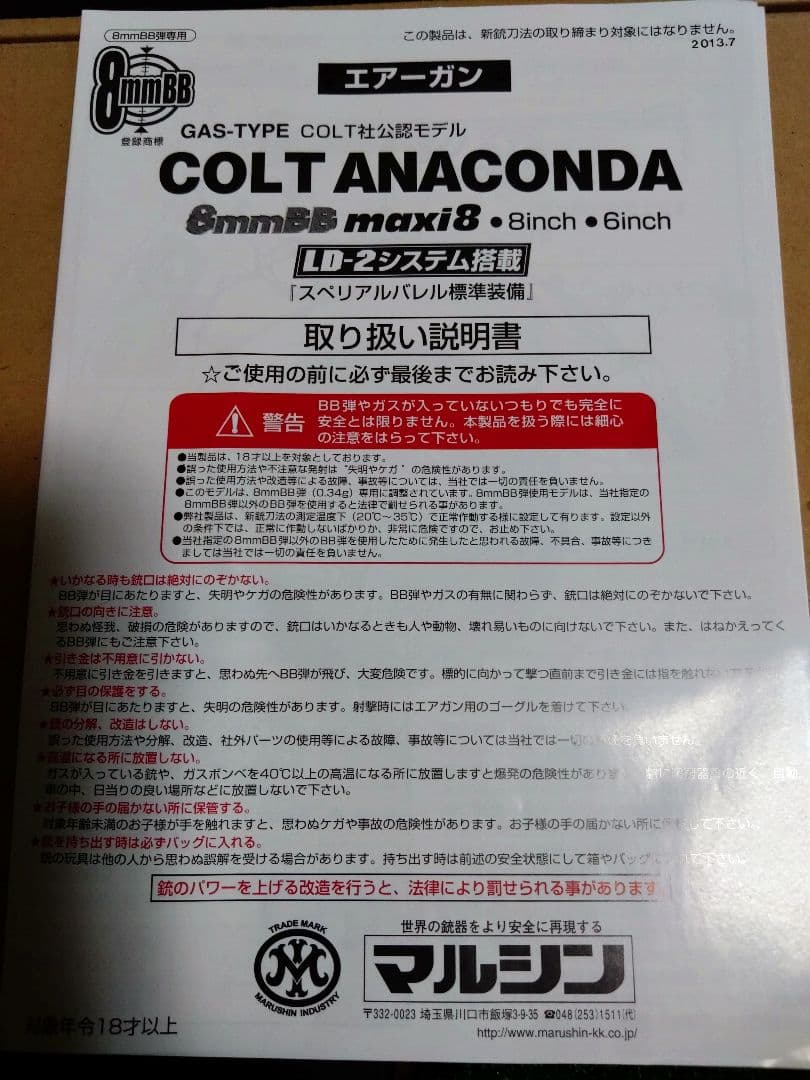 8mmBB弾専用
この製品は、新銃刀法の取り締まり対象にはなりません。
2013.7
8mmBB
登録商標
エアーガン
GAS-TYPE COLT社公認モデル
COLT ANACONDA
8mmBB maxi8 ●8inch ●6inch
LD-2システム搭載
『スペリアルバレル標準装備』
取り扱い説明書
☆ご使用の前に必ず最後までお読み下さい。
警告
BB弾やガスが入っていないつもりでも完全に
安全とは限りません。本製品を扱う際には細心
の注意をはらって下さい。
●当製品は、18才以上を対象としております。
●誤った使用方法や不注意な発射は"失明やケガ"の危険性があります。
●誤った使用方法や改造等による故障、事故等については、当社では一切の責任を負いません。
●このモデルは、8mmBB弾(0.34g)専用に調整されています。8mmBB弾使用モデルは、当社指定の
8mmBB弾以外のBB弾を使用すると法律で罰せられる事があります。
●弊社製品は、新銃刀法の測定温度下(20℃〜35℃)で正常作動する様に設定して有ります。設定以外
の条件下では、正常に作動しないばかりか、非常に危険ですので、お止め下さい。
●当社指定の8mmBB弾以外のBB弾を使用したために発生したと思われる故障、不具合、事故等につき
ましては当社では一切の責任を負いません。
★いかなる時も銃口は絶対にのぞかない。
BB弾が目にあたりますと、失明やケガの危険性があります。BB弾やガスの有無に関わらず、銃口は絶対にのぞかないで下さい。
★銃口の向きに注意。
思わぬ怪我、破損の危険がありますので、銃口はいかなるときも人や動物、壊れ易いものに向けないで下さい。また、はねかえってく
るBB弾にもご注意下さい。
★引き金は不用意に引かない。
不用意に引き金を引きますと、思わぬ先へBB弾が飛び、大変危険です。標的に向かって撃つ直前まで引き金には指を触れない
★必ず目の保護をする。
BB弾が目にあたりますと、失明の危険性があります。射撃時にはエアガン用のゴーグルを着けて下さい
★銃の分解、改造はしない。
誤った使用方法や分解、改造、社外パーツの使用等による故障、事故等については当社では一切の を負いません。
★高温になる所に放置しない。
ガスが入っている銃や、ガスボンベを40℃以上の高温になる所に放置しますと爆発の危険性があります の近く 自動
車の中、日当りの良い場所などに放置しないで下さい。
★お子様の手の届かない所に保管する。
対象年齢未満のお子様が手を触れますと、思わぬケガや事故の危険性があります。お子様の手の届かない所に して下さい。
★銃を持ち出す時は必ずバッグに入れる。
銃の玩具は他の人から思わぬ誤解を受ける場合があります。持ち出す時は前述の安全状態にして箱やバッグに 下さい。
銃のパワーを上げる改造を行うと、法律により罰せられる事があります
TRADE MARK
MARUSHIN INDUSTRY
世界の銃器をより安全に再現する
マルシン
〒332-0023 埼玉県川口市飯塚3-9-35 ☎048(253)1511(代)
http://www.marushin-kk.co.jp/
対象年令18才以上